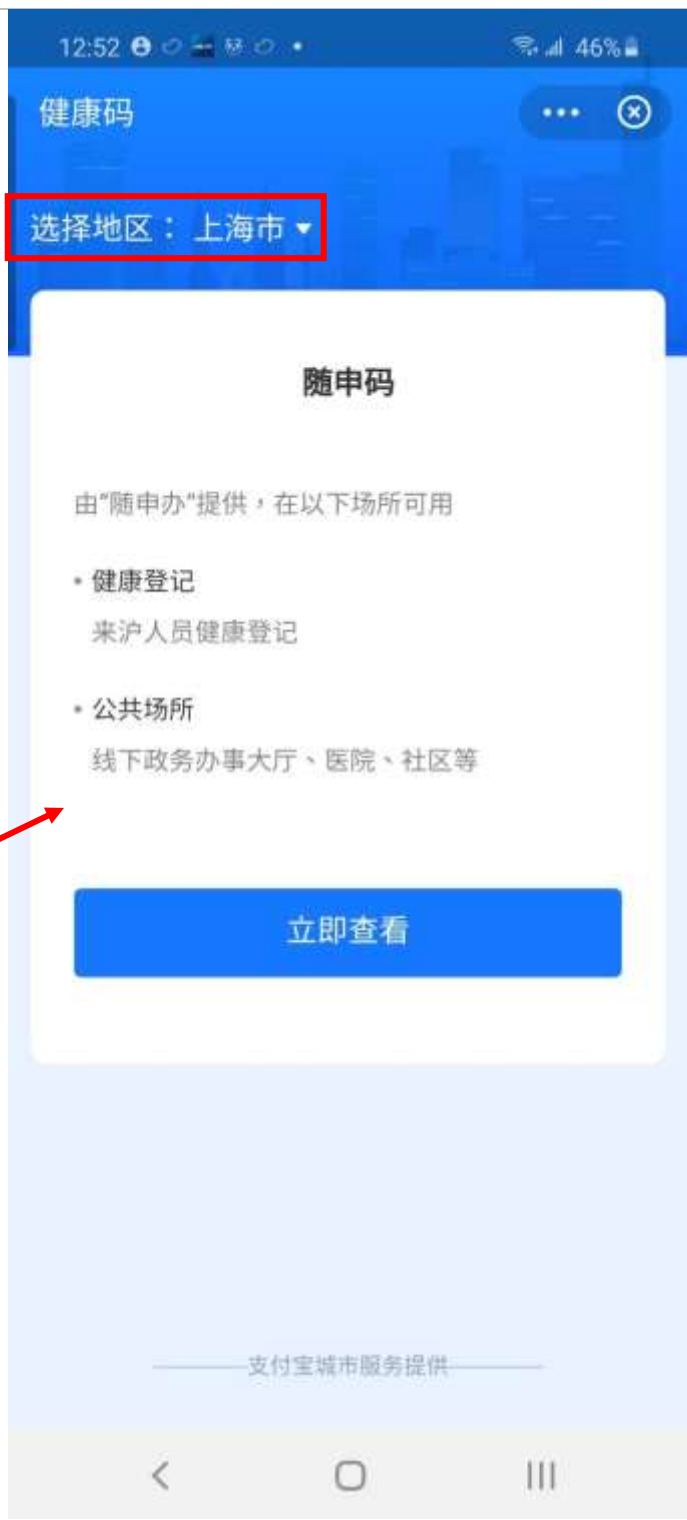 12:52
46%
健康码
选择地区：上海市
随申码
由"随申办"提供，在以下场所可用
• 健康登记
来沪人员健康登记
• 公共场所
线下政务办事大厅、医院、社区等
立即查看
支付宝城市服务提供